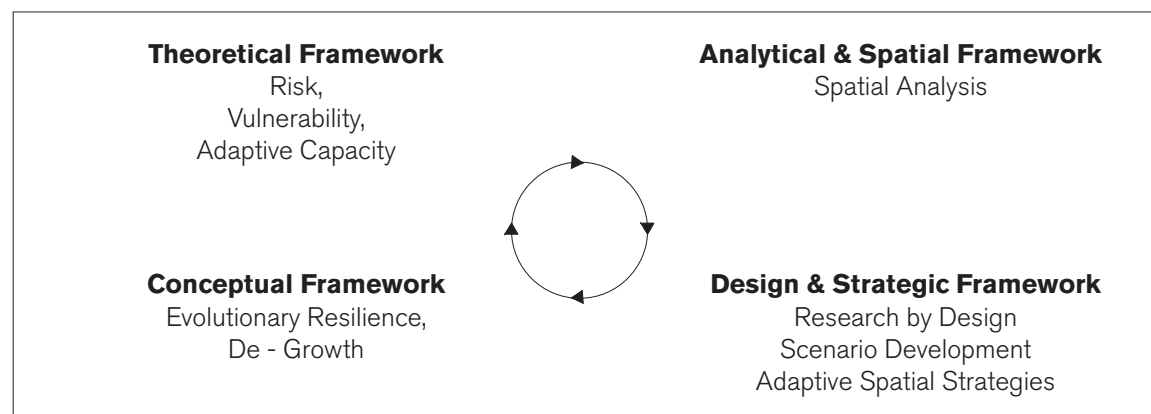 Theoretical Framework
Risk,
Vulnerability,
Adaptive Capacity
Analytical & Spatial Framework
Spatial Analysis
Conceptual Framework
Evolutionary Resilience,
De - Growth
Design & Strategic Framework
Research by Design
Scenario Development
Adaptive Spatial Strategies